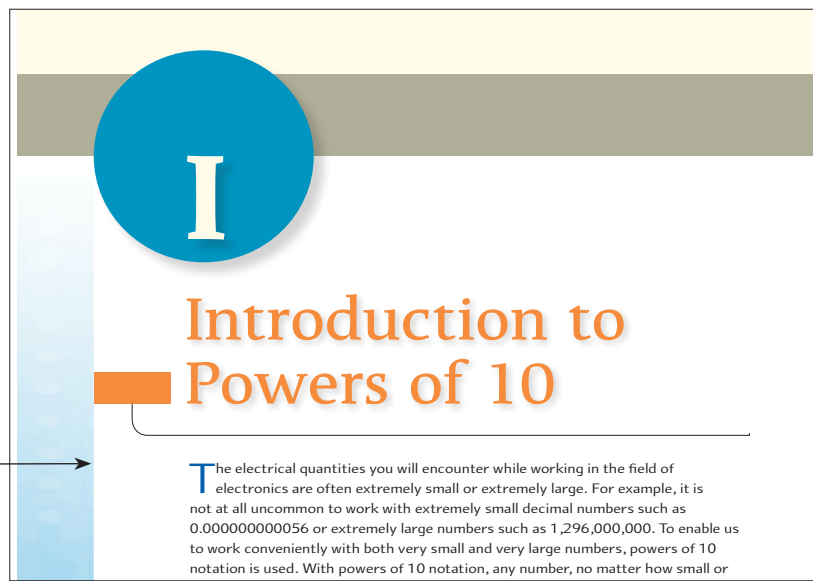 I
Introduction to
Powers of 10
The electrical quantities you will encounter while working in the field of
electronics are often extremely small or extremely large. For example, it is
not at all uncommon to work with extremely small decimal numbers such as
0.000000000056 or extremely large numbers such as 1,296,000,000. To enable us
to work conveniently with both very small and very large numbers, powers of 10
notation is used. With powers of 10 notation, any number, no matter how small or